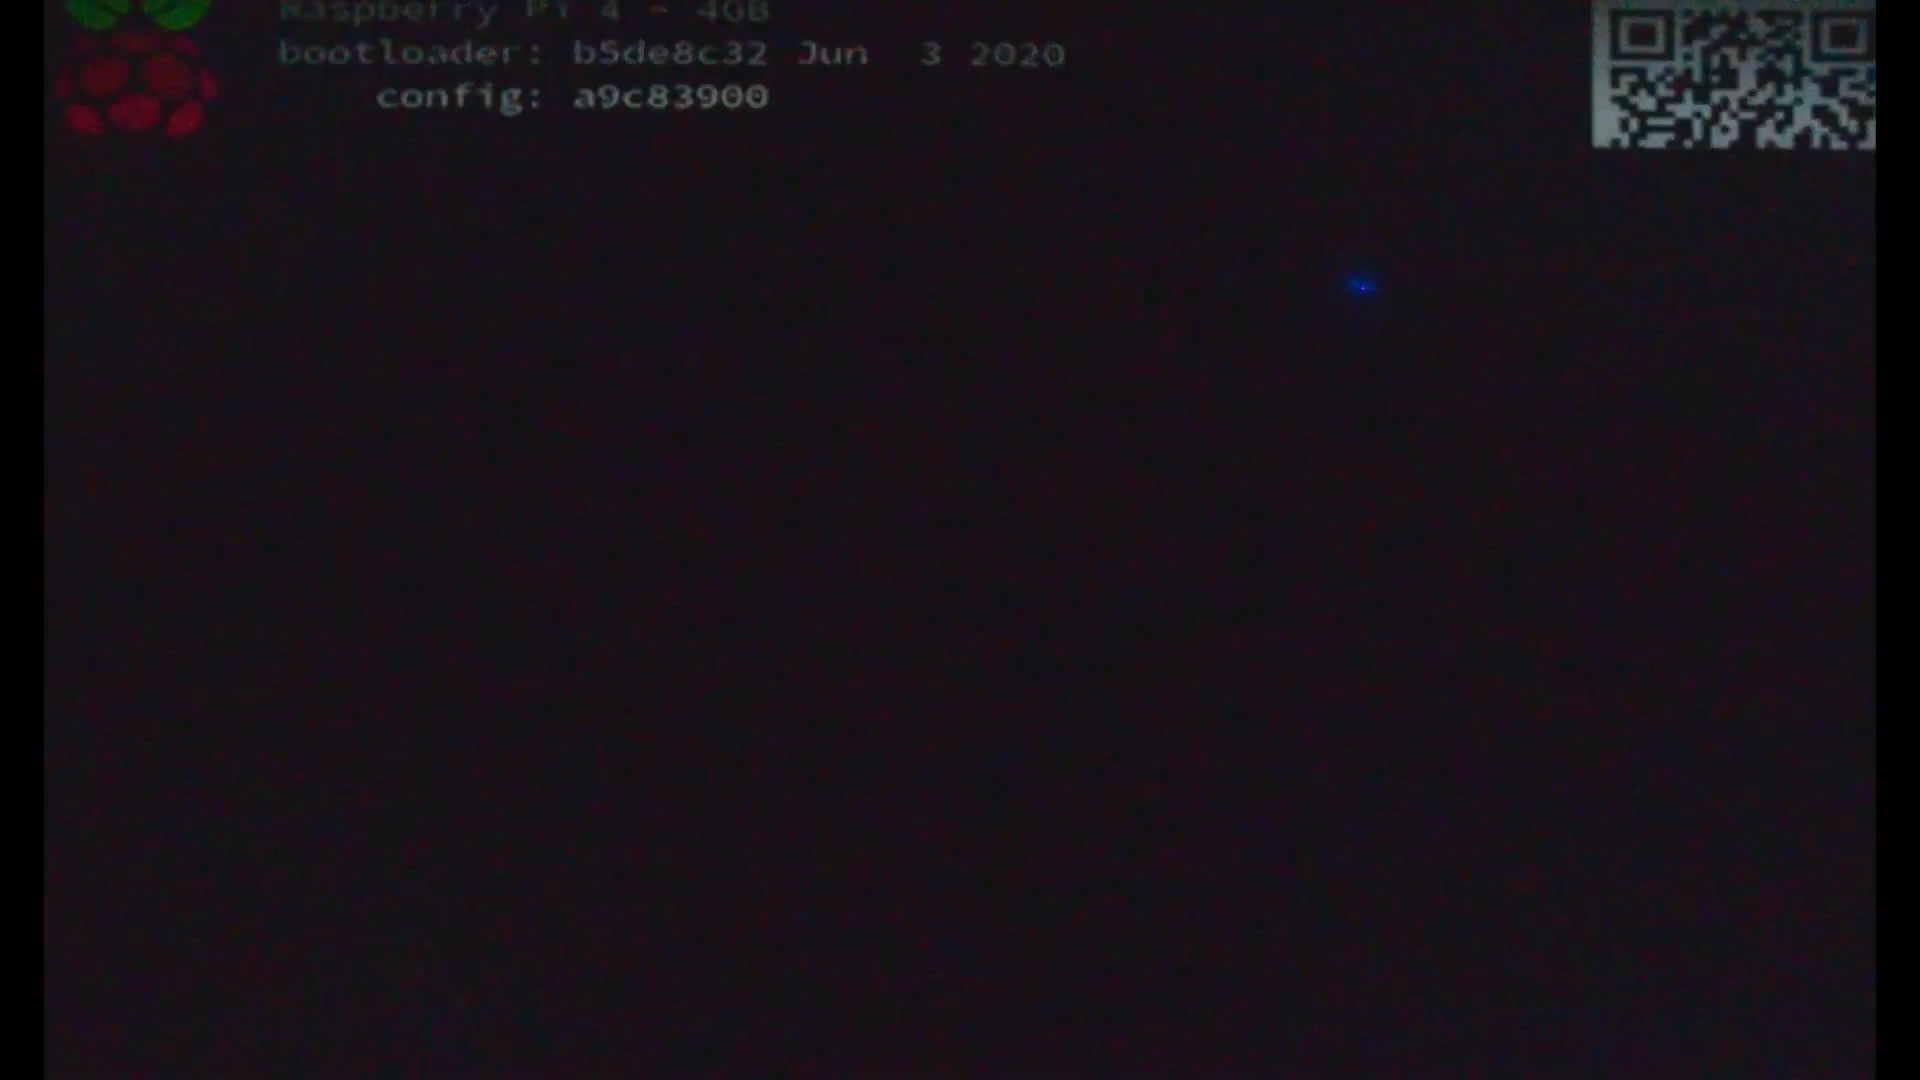 Raspberry Pi 4 - 4GB
bootloader: b5de8c32 Jun 3 2020
config: a9c83900